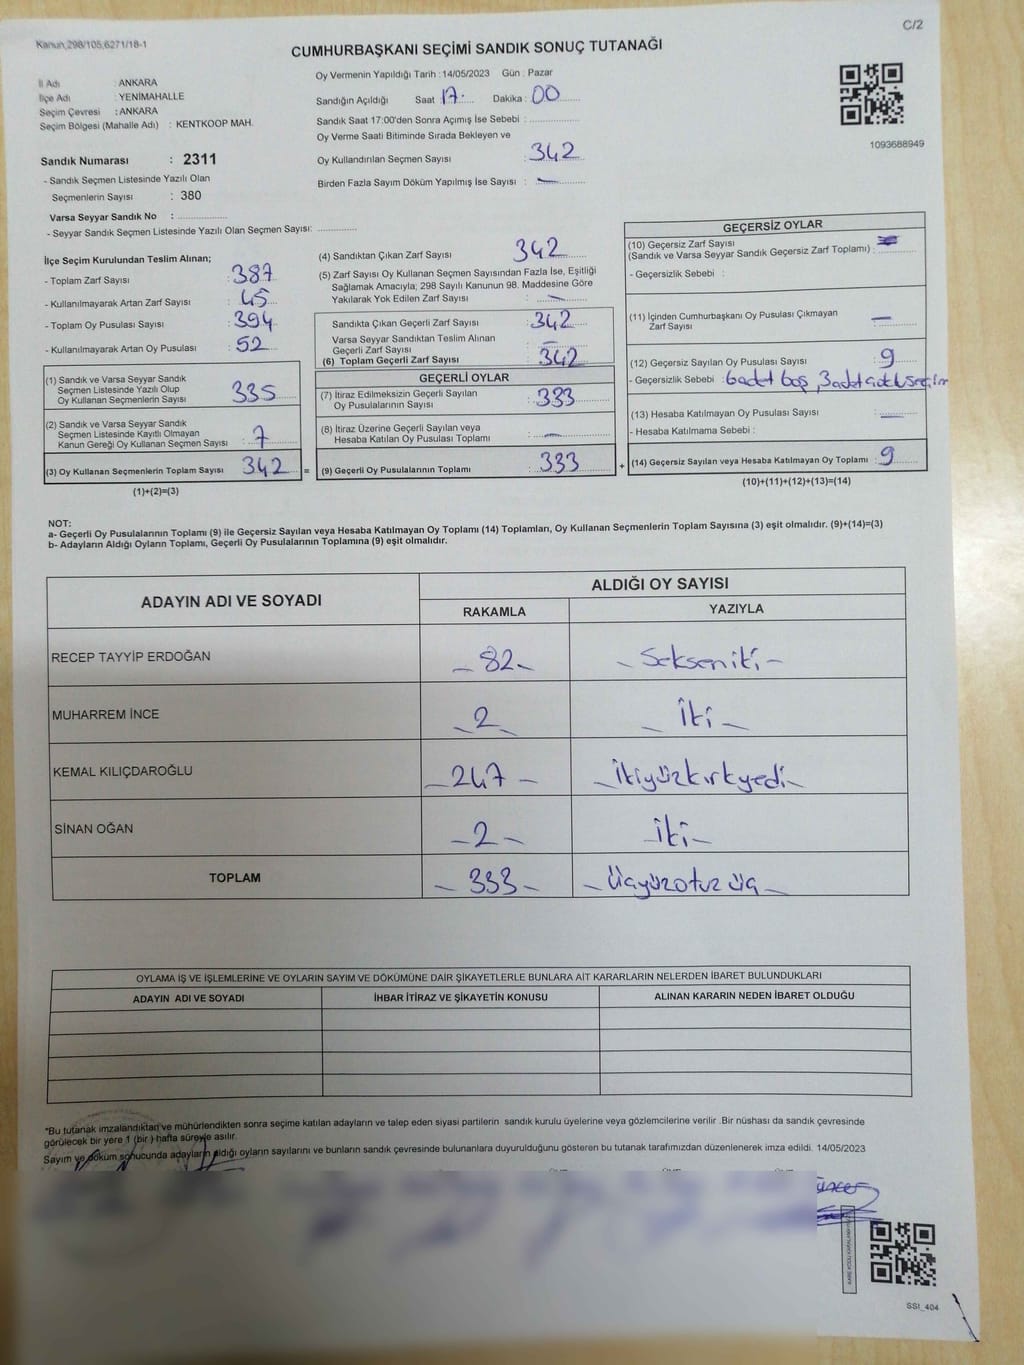 C/2
Kanun 298/105,6271/18-1
CUMHURBAŞKANI SEÇİMİ SANDIK SONUÇ TUTANAĞI
İl Adı : ANKARA
İlçe Adı : YENİMAHALLE
Seçim Çevresi : ANKARA
Seçim Bölgesi (Mahalle Adı) : KENTKOOP MAH.
Sandık Numarası : 2311
- Sandık Seçmen Listesinde Yazılı Olan
Seçmenlerin Sayısı : 380
Varsa Seyyar Sandık No :
- Seyyar Sandık Seçmen Listesinde Yazılı Olan Seçmen Sayısı:
Oy Vermenin Yapıldığı Tarih : 14/05/2023 Gün : Pazar
Sandığın Açıldığı Saat 17 Dakika : 00
Sandık Saat 17:00'den Sonra Açımış İse Sebebi :
Oy Verme Saati Bitiminde Sırada Bekleyen ve
Oy Kullandırılan Seçmen Sayısı : 342
Birden Fazla Sayım Döküm Yapılmış İse Sayısı : —
1093688949
İlçe Seçim Kurulundan Teslim Alınan;
- Toplam Zarf Sayısı : 387
- Kullanılmayarak Artan Zarf Sayısı : 45
- Toplam Oy Pusulası Sayısı : 394
- Kullanılmayarak Artan Oy Pusulası : 52
(1) Sandık ve Varsa Seyyar Sandık
Seçmen Listesinde Yazılı Olup
Oy Kullanan Seçmenlerin Sayısı : 335
(2) Sandık ve Varsa Seyyar Sandık
Seçmen Listesinde Kayıtlı Olmayan
Kanun Gereği Oy Kullanan Seçmen Sayısı : 7
(3) Oy Kullanan Seçmenlerin Toplam Sayısı 342 =
(1)+(2)=(3)
(4) Sandıktan Çıkan Zarf Sayısı : 342
(5) Zarf Sayısı Oy Kullanan Seçmen Sayısından Fazla İse, Eşitliği
Sağlamak Amacıyla; 298 Sayılı Kanunun 98. Maddesine Göre
Yakılarak Yok Edilen Zarf Sayısı : —
Sandıkta Çıkan Geçerli Zarf Sayısı : 342
Varsa Seyyar Sandıktan Teslim Alınan
Geçerli Zarf Sayısı : —
(6) Toplam Geçerli Zarf Sayısı : 342
GEÇERLİ OYLAR
(7) İtiraz Edilmeksizin Geçerli Sayılan
Oy Pusulalarının Sayısı : 333
(8) İtiraz Üzerine Geçerli Sayılan veya
Hesaba Katılan Oy Pusulası Toplamı : —
(9) Geçerli Oy Pusulalarının Toplamı : 333 +
GEÇERSİZ OYLAR
(10) Geçersiz Zarf Sayısı
(Sandık ve Varsa Seyyar Sandık Geçersiz Zarf Toplamı) :
- Geçersizlik Sebebi :
(11) İçinden Cumhurbaşkanı Oy Pusulası Çıkmayan
Zarf Sayısı : —
(12) Geçersiz Sayılan Oy Pusulası Sayısı : 9
- Geçersizlik Sebebi : 6 adet boş, 3 adet
(13) Hesaba Katılmayan Oy Pusulası Sayısı : —
- Hesaba Katılmama Sebebi :
(14) Geçersiz Sayılan veya Hesaba Katılmayan Oy Toplamı : 9
(10)+(11)+(12)+(13)=(14)
NOT:
a- Geçerli Oy Pusulalarının Toplamı (9) ile Geçersiz Sayılan veya Hesaba Katılmayan Oy Toplamı (14) Toplamları, Oy Kullanan Seçmenlerin Toplam Sayısına (3) eşit olmalıdır. (9)+(14)=(3)
b- Adayların Aldığı Oyların Toplamı, Geçerli Oy Pusulalarının Toplamına (9) eşit olmalıdır.
ADAYIN ADI VE SOYADI ALDIĞI OY SAYISI
RAKAMLA YAZIYLA
RECEP TAYYİP ERDOĞAN - 82 - - Seksen iki -
MUHARREM İNCE - 2 - - İki -
KEMAL KILIÇDAROĞLU - 247 - - İkiyüzkırkyedi -
SİNAN OĞAN - 2 - - İki -
TOPLAM - 333 - - Üçyüzotuz üç -
OYLAMA İŞ VE İŞLEMLERİNE VE OYLARIN SAYIM VE DÖKÜMÜNE DAİR ŞİKAYETLERLE BUNLARA AİT KARARLARIN NELERDEN İBARET BULUNDUKLARI
ADAYIN ADI VE SOYADI İHBAR İTİRAZ VE ŞİKAYETİN KONUSU ALINAN KARARIN NEDEN İBARET OLDUĞU
"Bu tutanak imzalandıktan ve mühürlendikten sonra seçime katılan adayların ve talep eden siyasi partilerin sandık kurulu üyelerine veya gözlemcilerine verilir .Bir nüshası da sandık çevresinde
görülecek bir yere 1 (bir ) hafta süreyle asılır.
Sayım ve döküm sonucunda adayların aldığı oyların sayılarını ve bunların sandık çevresinde bulunanlara duyurulduğunu gösteren bu tutanak tarafımızdan düzenlenerek imza edildi. 14/05/2023
SSI_404